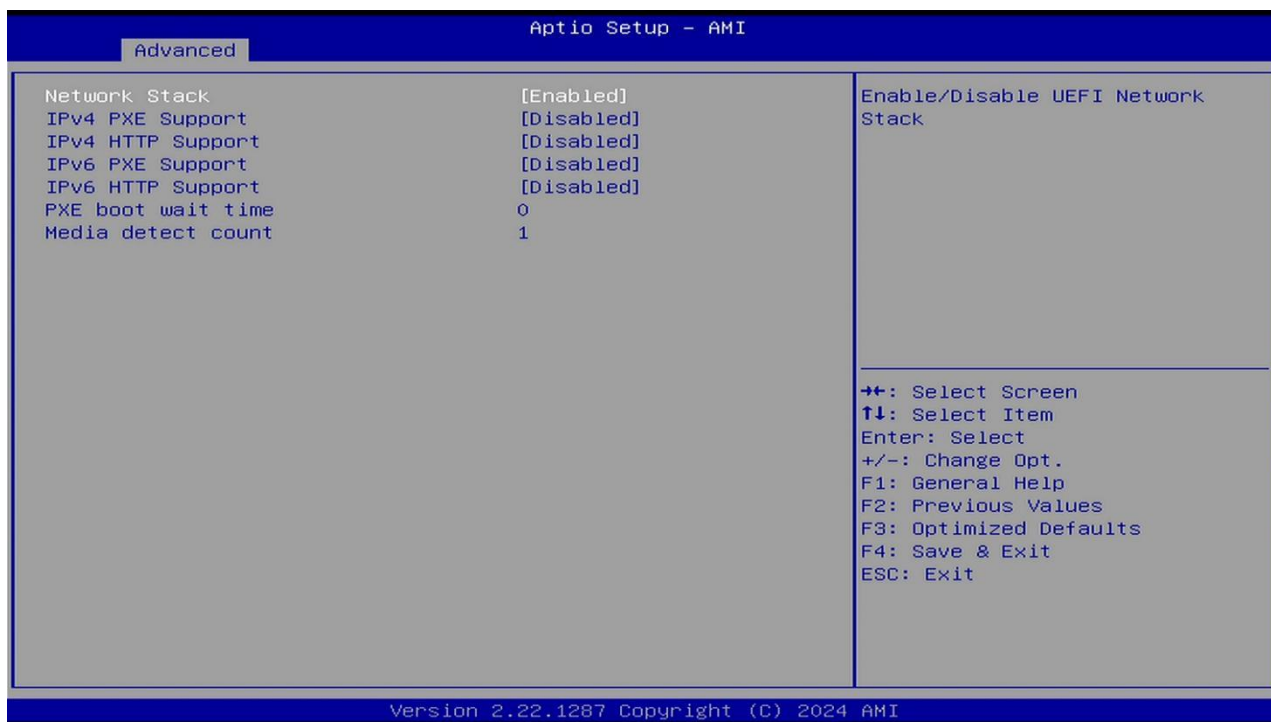 Aptio Setup – AMI
Advanced
Network Stack [Enabled]
IPv4 PXE Support [Disabled]
IPv4 HTTP Support [Disabled]
IPv6 PXE Support [Disabled]
IPv6 HTTP Support [Disabled]
PXE boot wait time 0
Media detect count 1
Enable/Disable UEFI Network
Stack
→←: Select Screen
↑↓: Select Item
Enter: Select
+/-: Change Opt.
F1: General Help
F2: Previous Values
F3: Optimized Defaults
F4: Save & Exit
ESC: Exit
Version 2.22.1287 Copyright (C) 2024 AMI